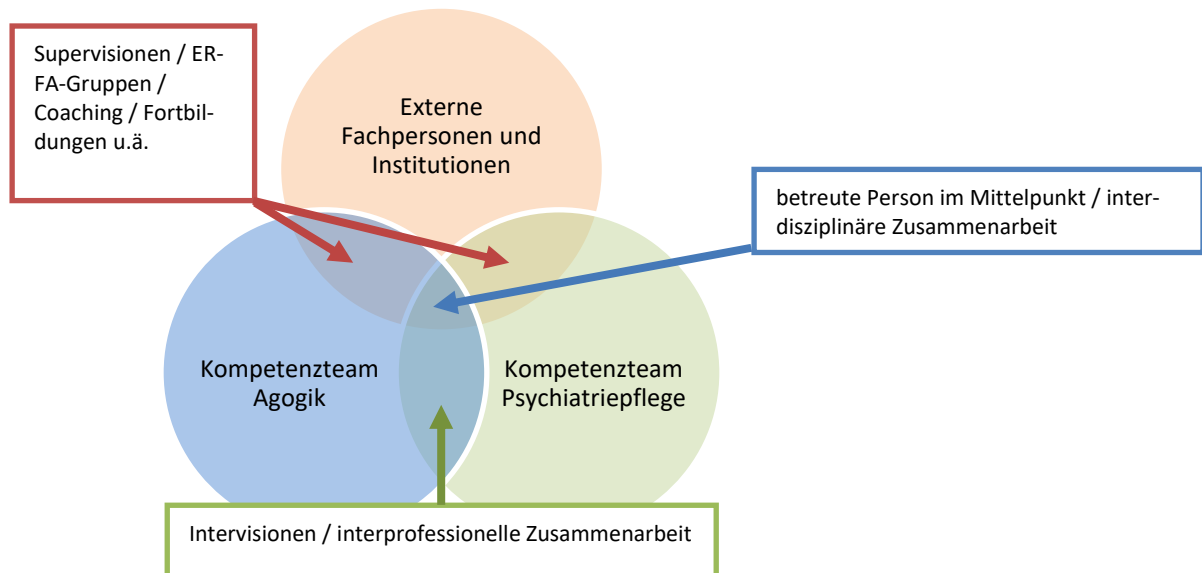 Supervisionen / ER-
FA-Gruppen /
Coaching / Fortbil-
dungen u.ä.
Externe
Fachpersonen und
Institutionen
betreute Person im Mittelpunkt / inter-
disziplinäre Zusammenarbeit
Kompetenzteam
Agogik
Kompetenzteam
Psychiatriepflege
Intervisionen / interprofessionelle Zusammenarbeit